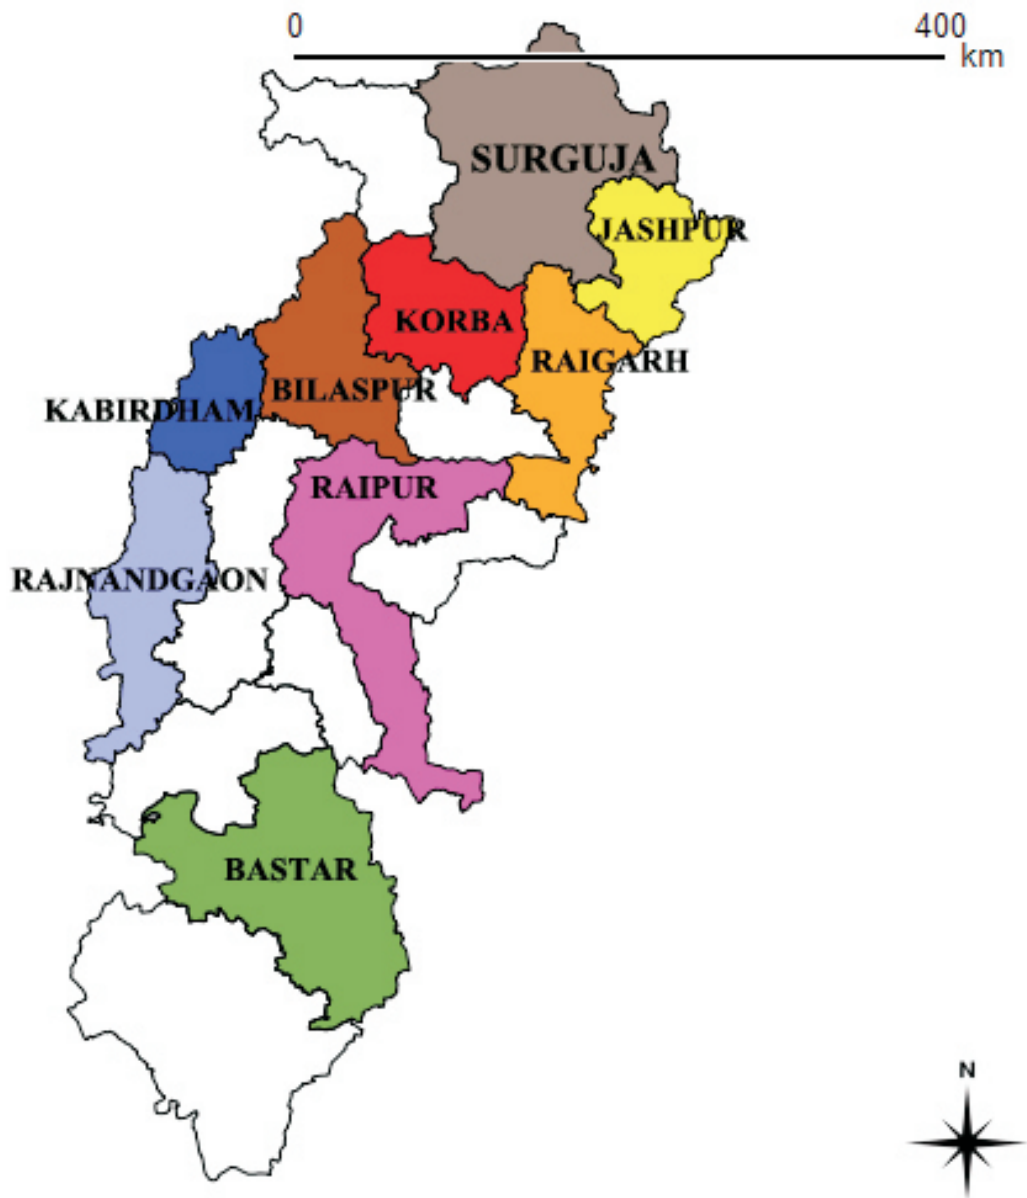 0 400
km
SURGUJA
JASHPUR
KORBA
RAIGARH
BILASPUR
KABIRDHAM
RAIPUR
RAJNANDGAON
BASTAR
N